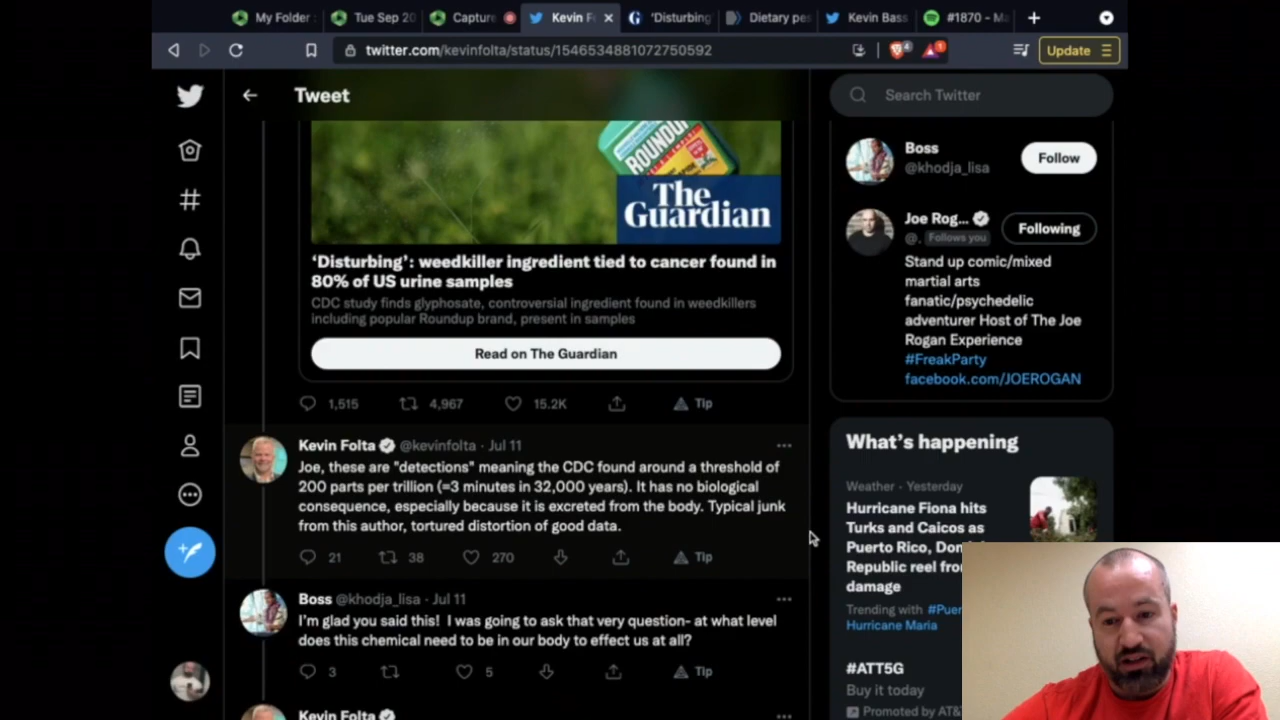 My Folder
Tue Sep 20
Capture
Kevin F
'Disturbing
Dietary pes
Kevin Bass
#1870 - Ma
twitter.com/kevinfolta/status/1546534881072750592
4
1
Update
Tweet
Search Twitter
ROUNDUP
The
Guardian
'Disturbing': weedkiller ingredient tied to cancer found in
80% of US urine samples
CDC study finds glyphosate, controversial ingredient found in weedkillers
including popular Roundup brand, present in samples
Read on The Guardian
1,515 4,967 15.2K Tip
Kevin Folta @kevinfolta · Jul 11
Joe, these are "detections" meaning the CDC found around a threshold of
200 parts per trillion (=3 minutes in 32,000 years). It has no biological
consequence, especially because it is excreted from the body. Typical junk
from this author, tortured distortion of good data.
21 38 270 Tip
Boss @khodja_lisa · Jul 11
I'm glad you said this! I was going to ask that very question- at what level
does this chemical need to be in our body to effect us at all?
3 5 Tip
Kevin Folta
Boss
@khodja_lisa
Follow
Joe Rog...
@. Follows you
Following
Stand up comic/mixed
martial arts
fanatic/psychedelic
adventurer Host of The Joe
Rogan Experience
#FreakParty
facebook.com/JOEROGAN
What's happening
Weather · Yesterday
Hurricane Fiona hits
Turks and Caicos as
Puerto Rico, Dom
Republic reel fro
damage
Trending with #Puer
Hurricane Maria
#ATT5G
Buy it today
Promoted by AT&T